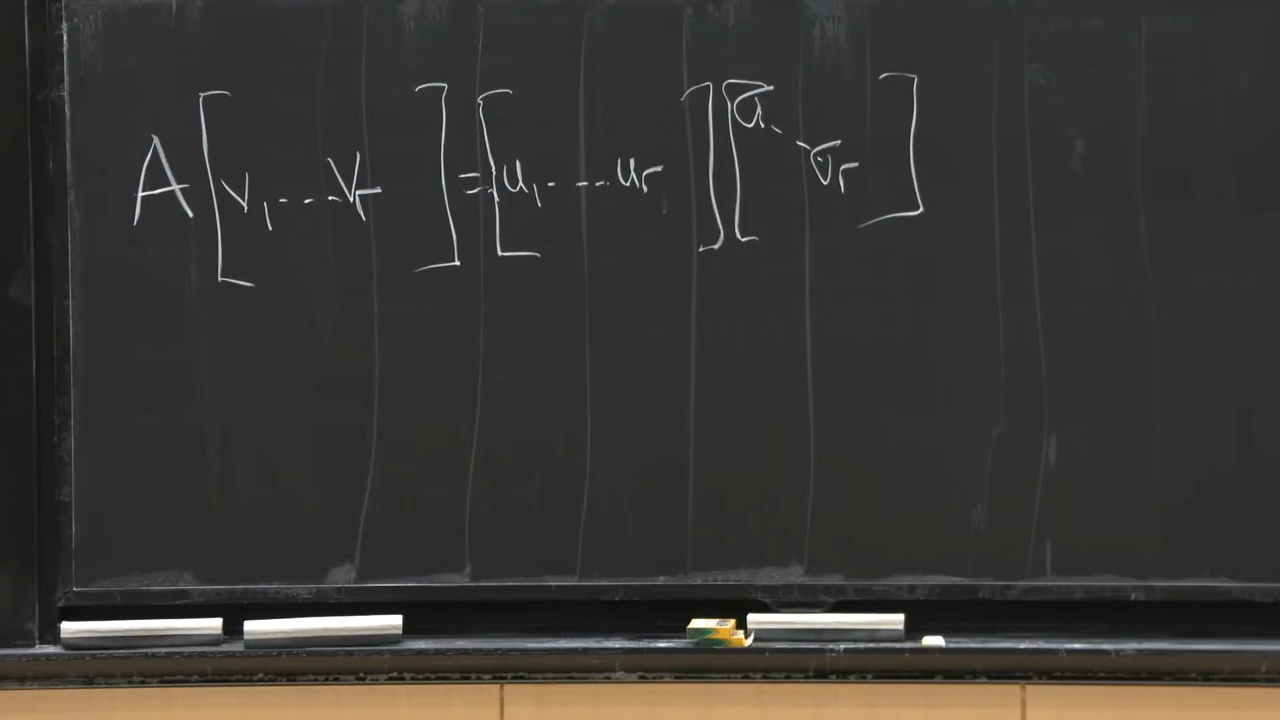 A [v₁ ... vᵣ] = [u₁ ... uᵣ] [σ₁ ⋱ σᵣ]